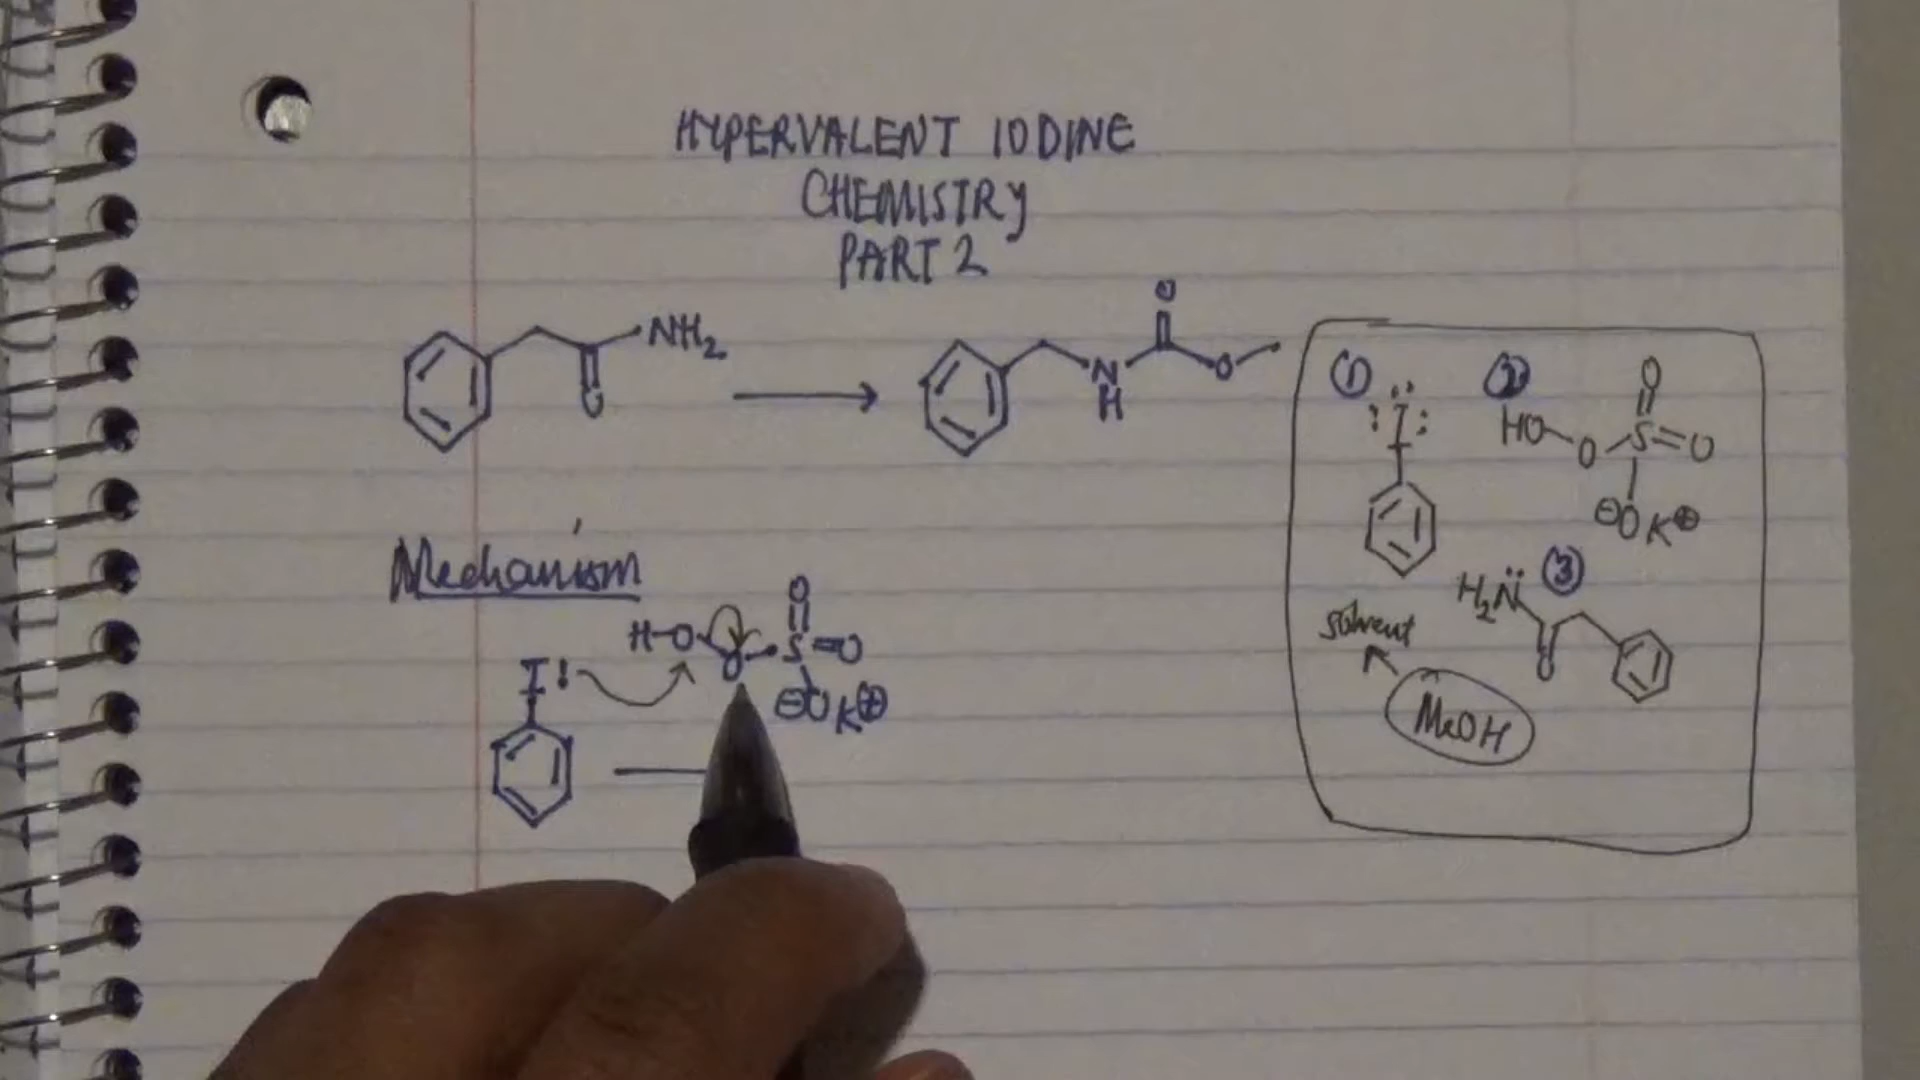 HYPERVALENT IODINE
CHEMISTRY
PART 2
NH2
O
O
N
H
O
① I
② HO O S O O ⊖O K⊕
Mechanism
H-O O S O O ⊖O K⊕
I
H2N ③
O
solvent
MeOH